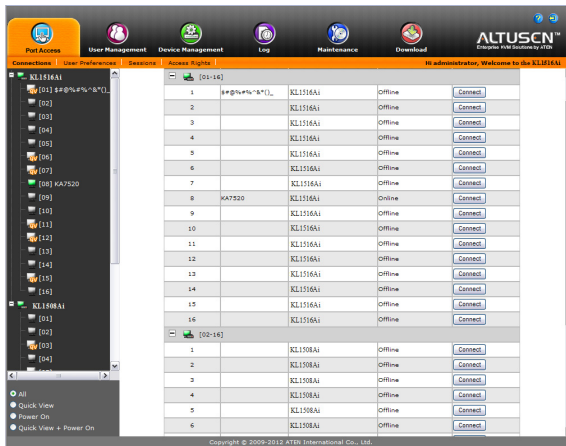 ALTUSCN™
Enterprise KVM Solutions by ATEN
Port Access
User Management
Device Management
Log
Maintenance
Download
Connections User Preferences Sessions Access Rights
Hi administrator, Welcome to the KL1516Ai
KL1516Ai
[01] $#@%#%^&*()_
[02]
[03]
[04]
[05]
[06]
[07]
[08] KA7520
[09]
[10]
[11]
[12]
[13]
[14]
[15]
[16]
KL1508Ai
[01]
[02]
[03]
[04]
All
Quick View
Power On
Quick View + Power On
[01-16]
1 $#@%#%^&*()_ KL1516Ai Offline Connect
2 KL1516Ai Offline Connect
3 KL1516Ai Offline Connect
4 KL1516Ai Offline Connect
5 KL1516Ai Offline Connect
6 KL1516Ai Offline Connect
7 KL1516Ai Offline Connect
8 KA7520 KL1516Ai Online Connect
9 KL1516Ai Offline Connect
10 KL1516Ai Offline Connect
11 KL1516Ai Offline Connect
12 KL1516Ai Offline Connect
13 KL1516Ai Offline Connect
14 KL1516Ai Offline Connect
15 KL1516Ai Offline Connect
16 KL1516Ai Offline Connect
[02-16]
1 KL1508Ai Offline Connect
2 KL1508Ai Offline Connect
3 KL1508Ai Offline Connect
4 KL1508Ai Offline Connect
5 KL1508Ai Offline Connect
6 KL1508Ai Offline Connect
Copyright © 2009-2012 ATEN International Co., Ltd.